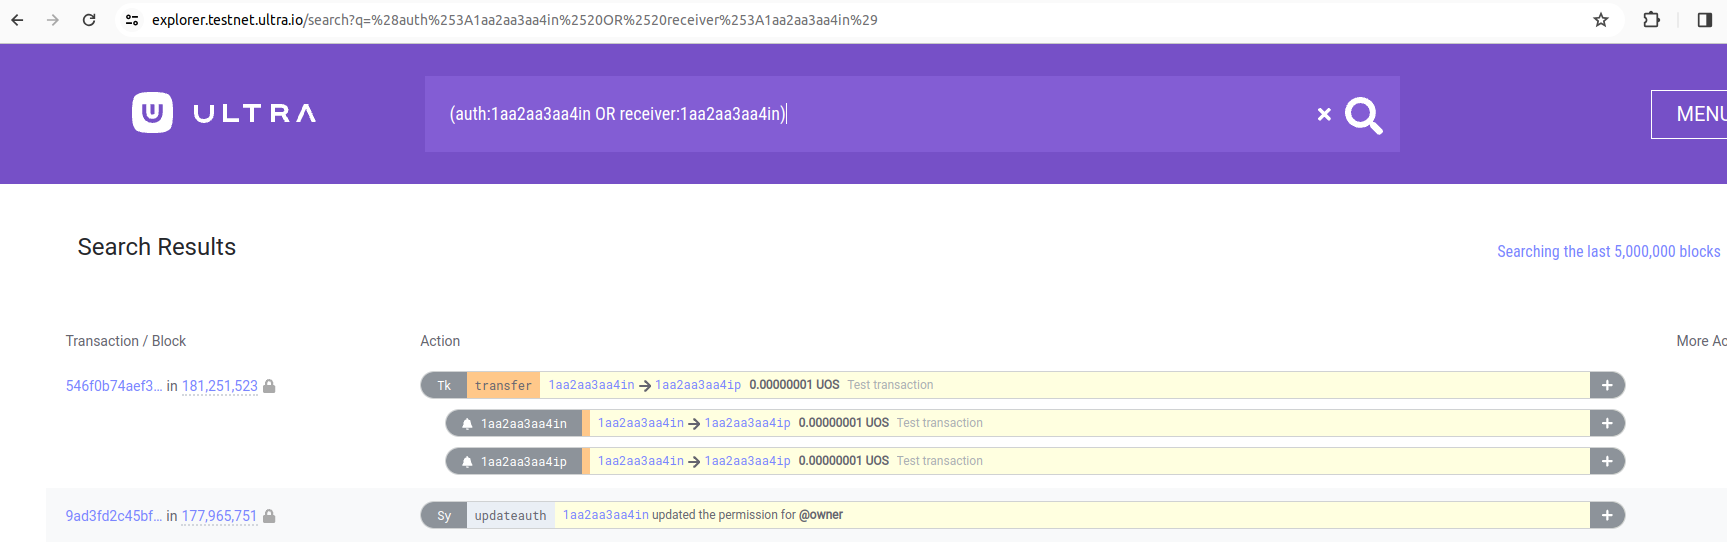 explorer.testnet.ultra.io/search?q=%28auth%253A1aa2aa3aa4in%2520OR%2520receiver%253A1aa2aa3aa4in%29
ULTRA
(auth:1aa2aa3aa4in OR receiver:1aa2aa3aa4in)
MENU
Search Results
Searching the last 5,000,000 blocks
Transaction / Block Action More Ac
546f0b74aef3... in 181,251,523 Tk transfer 1aa2aa3aa4in → 1aa2aa3aa4ip 0.00000001 UOS Test transaction +
1aa2aa3aa4in 1aa2aa3aa4in → 1aa2aa3aa4ip 0.00000001 UOS Test transaction +
1aa2aa3aa4ip 1aa2aa3aa4in → 1aa2aa3aa4ip 0.00000001 UOS Test transaction +
9ad3fd2c45bf... in 177,965,751 Sy updateauth 1aa2aa3aa4in updated the permission for @owner +